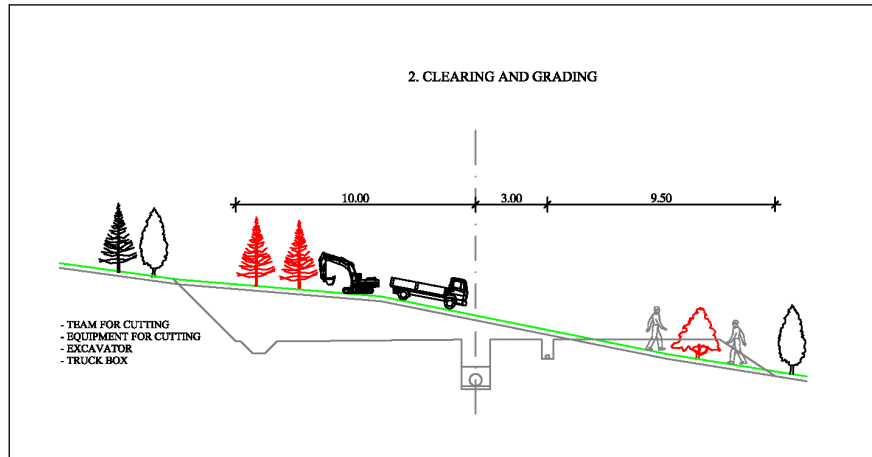 2. CLEARING AND GRADING
10.00 3.00 9.50
- TEAM FOR CUTTING
- EQUIPMENT FOR CUTTING
- EXCAVATOR
- TRUCK BOX